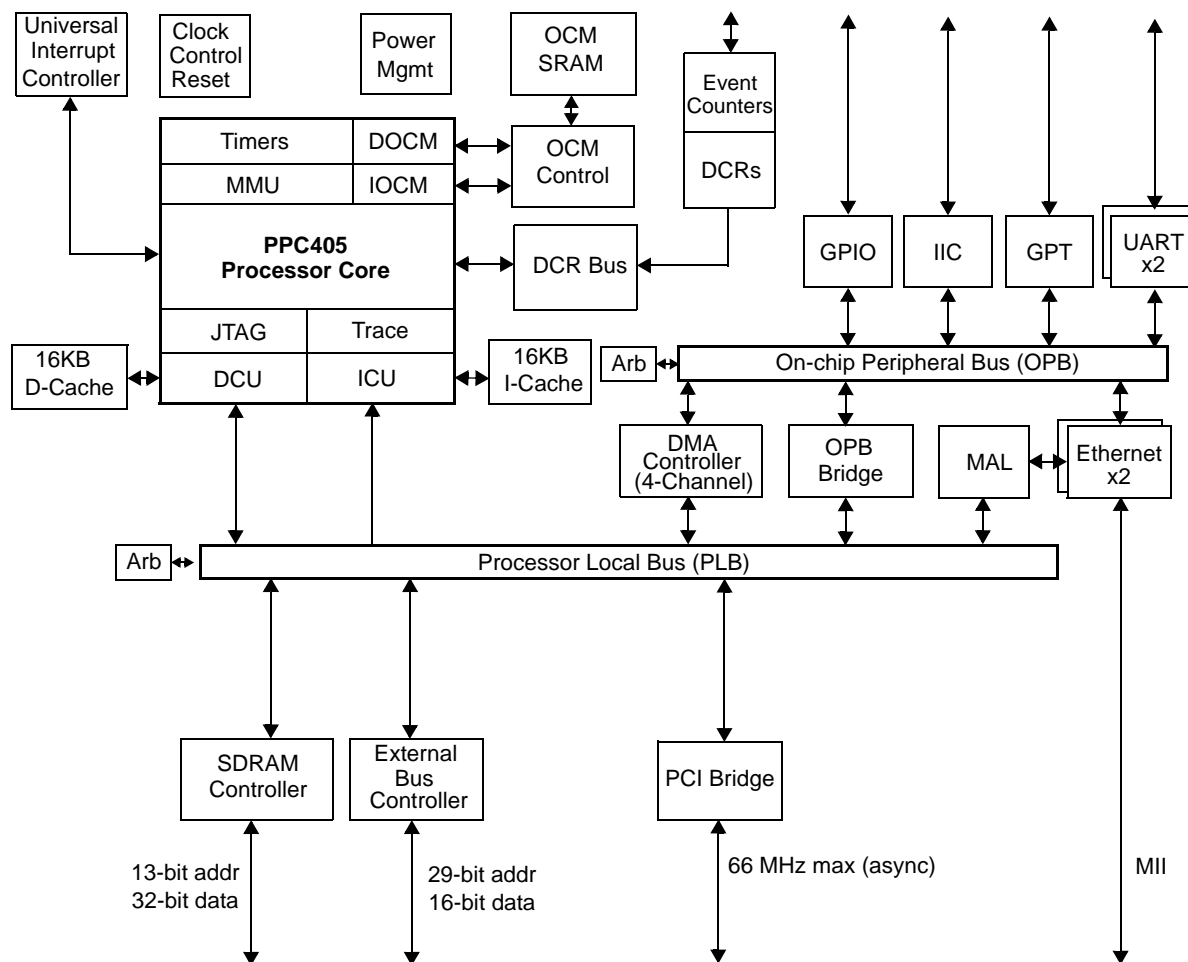 Universal
Interrupt
Controller
Clock
Control
Reset
Power
Mgmt
OCM
SRAM
Event
Counters
DCRs
Timers
DOCM
MMU
IOCM
OCM
Control
PPC405
Processor Core
DCR Bus
GPIO
IIC
GPT
UART
x2
JTAG
Trace
DCU
ICU
16KB
D-Cache
16KB
I-Cache
Arb
On-chip Peripheral Bus (OPB)
DMA
Controller
(4-Channel)
OPB
Bridge
MAL
Ethernet
x2
Arb
Processor Local Bus (PLB)
SDRAM
Controller
External
Bus
Controller
PCI Bridge
13-bit addr
32-bit data
29-bit addr
16-bit data
66 MHz max (async)
MII